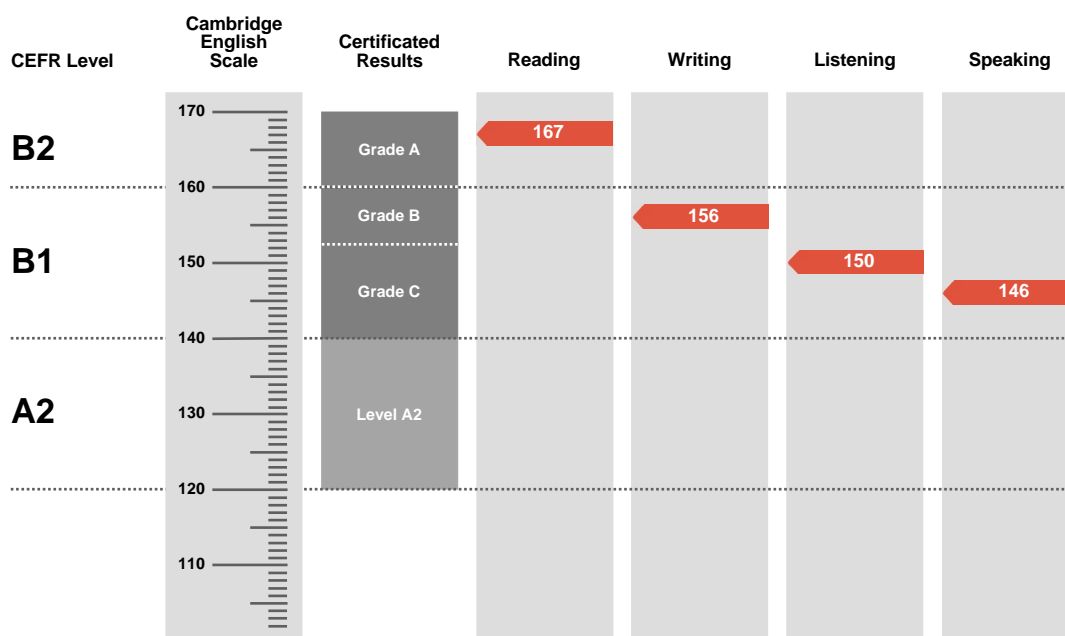 CEFR Level
Cambridge
English
Scale
Certificated
Results
Reading
Writing
Listening
Speaking
170
B2
Grade A
167
160
Grade B
156
B1
150
150
Grade C
146
140
A2
130
Level A2
120
110